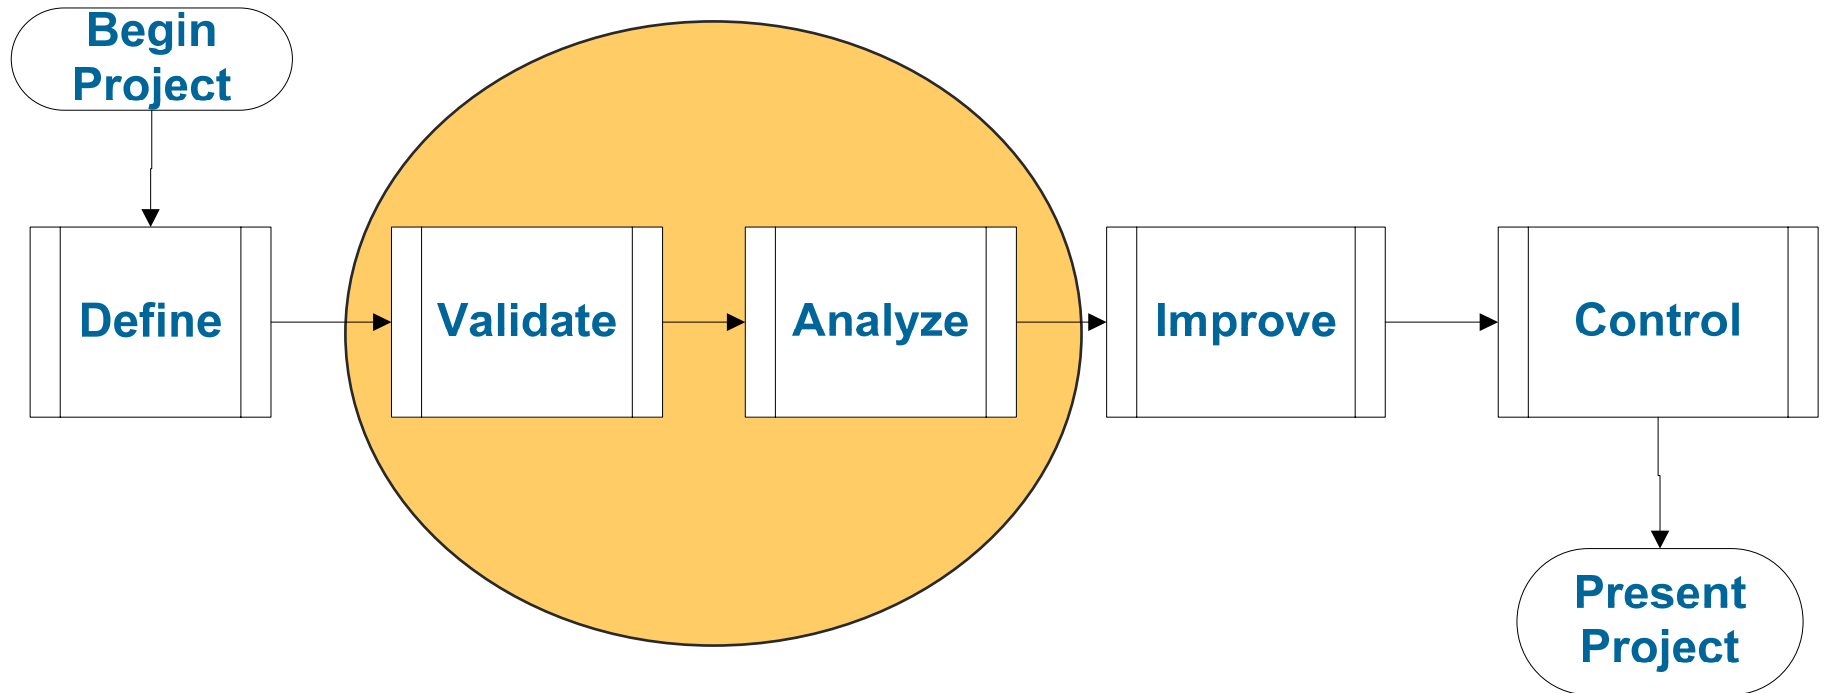 Begin
Project
Define
Validate
Analyze
Improve
Control
Present
Project